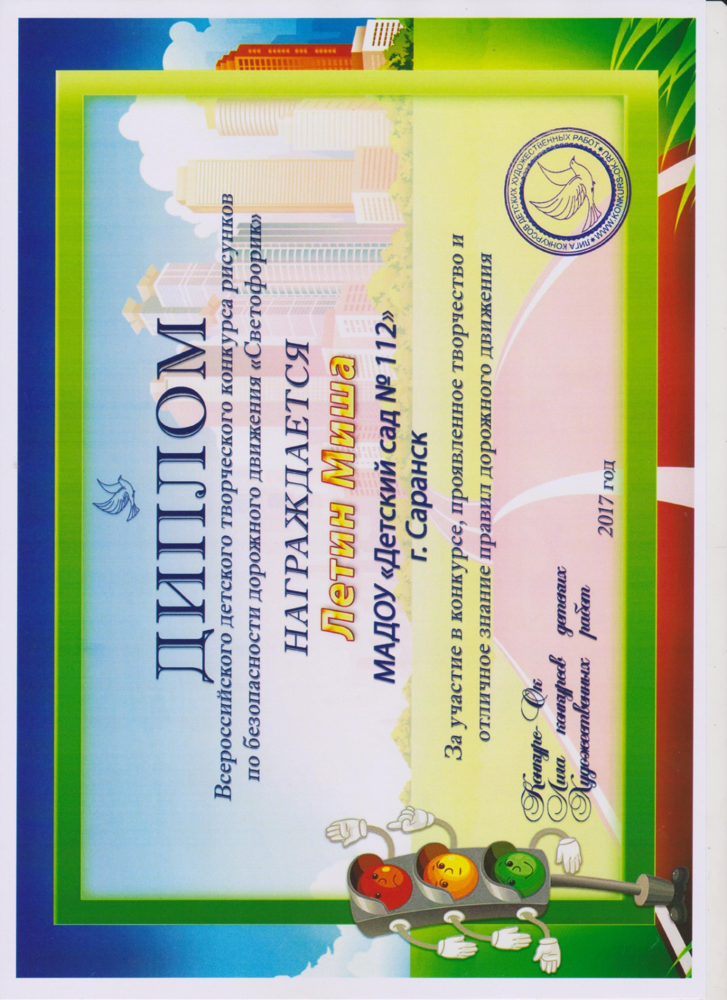 ДИПЛОМ
Всероссийского детского творческого конкурса рисунков
по безопасности дорожного движения «Светофорик»
НАГРАЖДАЕТСЯ
Летин Миша
МАДОУ «Детский сад № 112»
г. Саранск
За участие в конкурсе, проявленное творчество и
отличное знание правил дорожного движения
Конкурс- Ок
Лига конкурсов детских
Художественных работ
2017 год
ЛИГА КОНКУРСОВ ДЕТСКИХ ХУДОЖЕСТВЕННЫХ РАБОТ
WWW.KONKURS-OK.RU